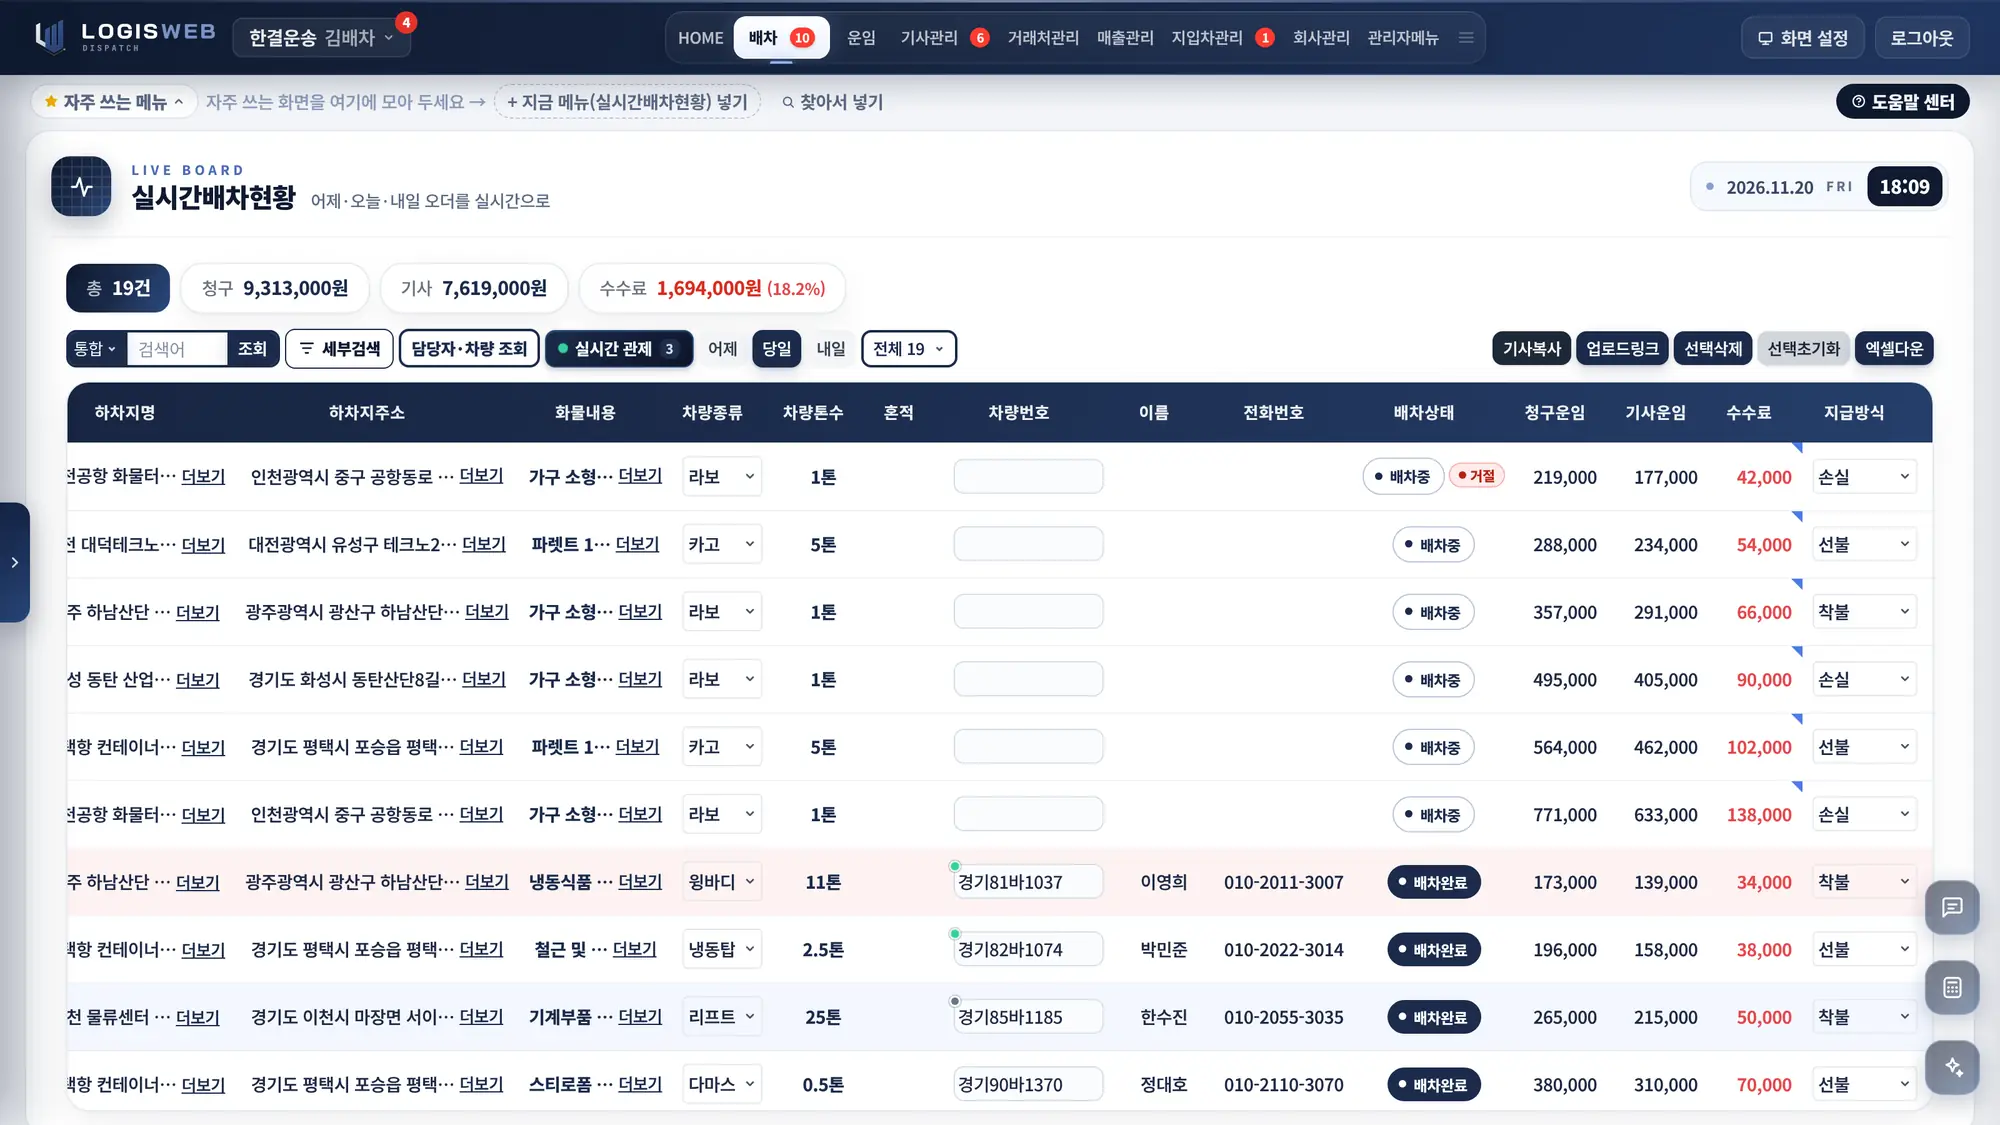 LOGISWEB
DISPATCH
한결운송 김배차
4
HOME 배차 10 운임 기사관리 6 거래처관리 매출관리 지입차관리 1 회사관리 관리자메뉴
화면 설정
로그아웃
자주 쓰는 메뉴 자주 쓰는 화면을 여기에 모아 두세요 → + 지금 메뉴(실시간배차현황) 넣기 찾아서 넣기
도움말 센터
LIVE BOARD
실시간배차현황 어제·오늘·내일 오더를 실시간으로
2026.11.20 FRI 18:09
총 19건 청구 9,313,000원 기사 7,619,000원 수수료 1,694,000원 (18.2%)
통합 검색어 조회 세부검색 담당자·차량 조회 실시간 관제 3 어제 당일 내일 전체 19
기사복사 업로드링크 선택삭제 선택초기화 엑셀다운
하차지명 하차지주소 화물내용 차량종류 차량톤수 혼적 차량번호 이름 전화번호 배차상태 청구운임 기사운임 수수료 지급방식
천공항 화물터… 더보기 인천광역시 중구 공항동로 … 더보기 가구 소형… 더보기 라보 1톤 배차중 거절 219,000 177,000 42,000 손실
전 대덕테크노… 더보기 대전광역시 유성구 테크노2… 더보기 파렛트 1… 더보기 카고 5톤 배차중 288,000 234,000 54,000 선불
주 하남산단 … 더보기 광주광역시 광산구 하남산단… 더보기 가구 소형… 더보기 라보 1톤 배차중 357,000 291,000 66,000 착불
성 동탄 산업… 더보기 경기도 화성시 동탄산단8길… 더보기 가구 소형… 더보기 라보 1톤 배차중 495,000 405,000 90,000 손실
택항 컨테이너… 더보기 경기도 평택시 포승읍 평택… 더보기 파렛트 1… 더보기 카고 5톤 배차중 564,000 462,000 102,000 선불
천공항 화물터… 더보기 인천광역시 중구 공항동로 … 더보기 가구 소형… 더보기 라보 1톤 배차중 771,000 633,000 138,000 손실
주 하남산단 … 더보기 광주광역시 광산구 하남산단… 더보기 냉동식품 … 더보기 윙바디 11톤 경기81바1037 이영희 010-2011-3007 배차완료 173,000 139,000 34,000 착불
택항 컨테이너… 더보기 경기도 평택시 포승읍 평택… 더보기 철근 및 … 더보기 냉동탑 2.5톤 경기82바1074 박민준 010-2022-3014 배차완료 196,000 158,000 38,000 선불
천 물류센터 … 더보기 경기도 이천시 마장면 서이… 더보기 기계부품 … 더보기 리프트 25톤 경기85바1185 한수진 010-2055-3035 배차완료 265,000 215,000 50,000 착불
택항 컨테이너… 더보기 경기도 평택시 포승읍 평택… 더보기 스티로폼 … 더보기 다마스 0.5톤 경기90바1370 정대호 010-2110-3070 배차완료 380,000 310,000 70,000 선불